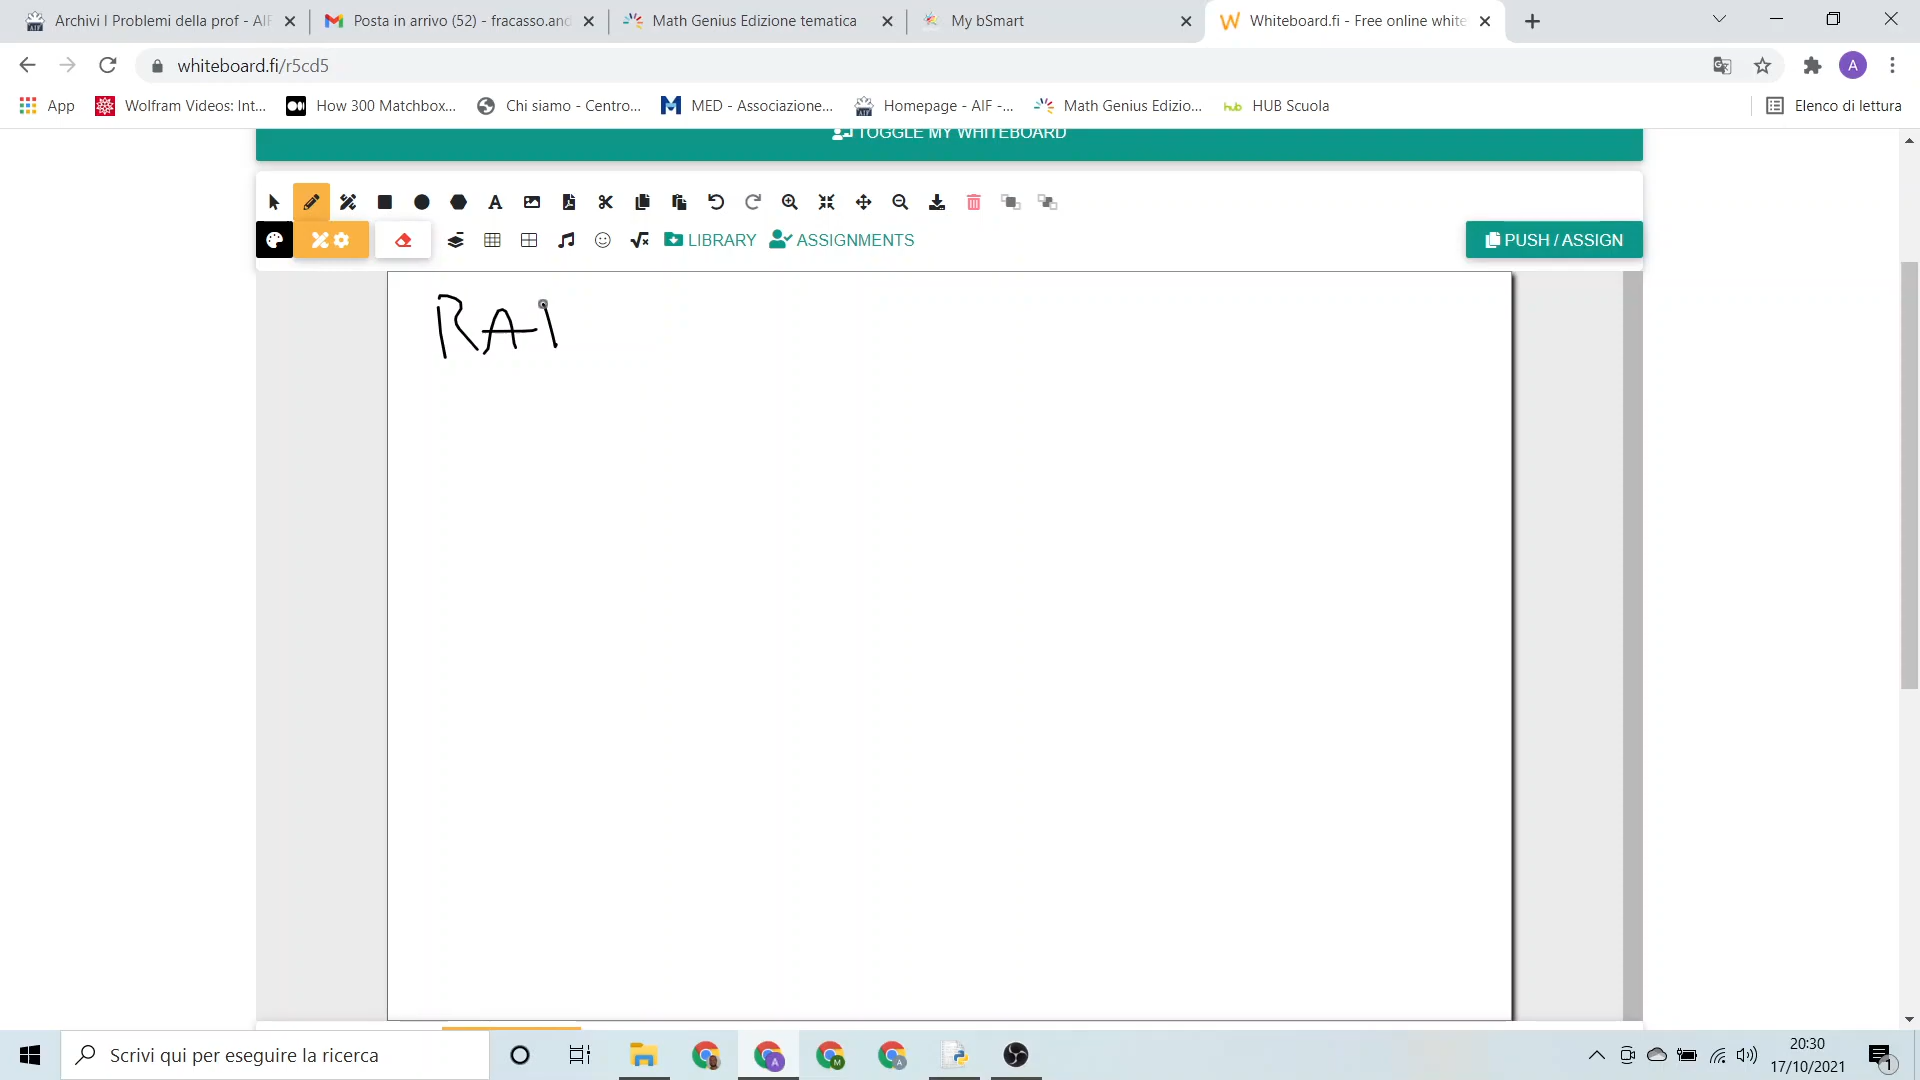 Archivi I Problemi della prof - AIF
Posta in arrivo (52) - fracasso.and
Math Genius Edizione tematica
My bSmart
Whiteboard.fi - Free online white
whiteboard.fi/r5cd5
A
App
Wolfram Videos: Int...
How 300 Matchbox...
Chi siamo - Centro...
MED - Associazione...
Homepage - AIF -...
Math Genius Edizio...
HUB Scuola
Elenco di lettura
TOGGLE MY WHITEBOARD
LIBRARY
ASSIGNMENTS
PUSH / ASSIGN
RAI
Scrivi qui per eseguire la ricerca
20:30
17/10/2021
1